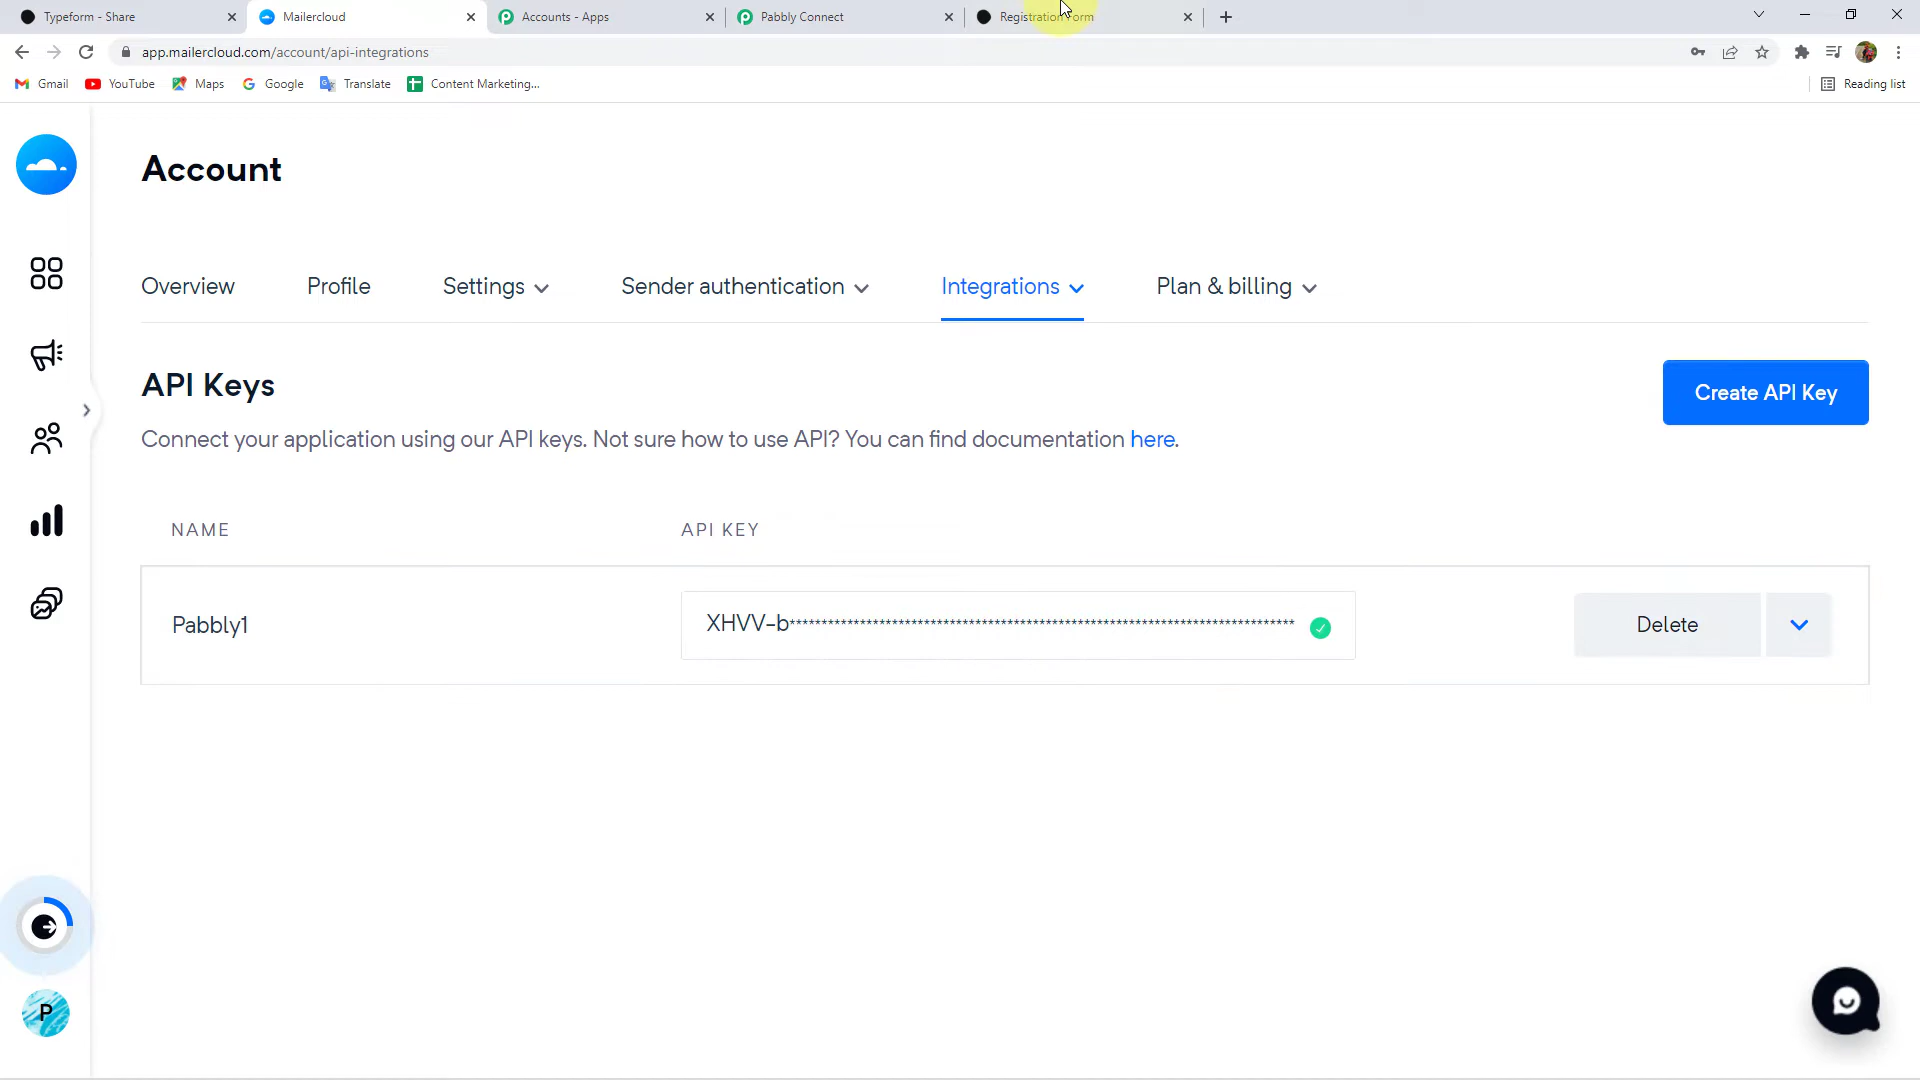 Typeform - Share
Mailercloud
Accounts - Apps
Pabbly Connect
Registration Form
app.mailercloud.com/account/api-integrations
Gmail
YouTube
Maps
Google
Translate
Content Marketing...
Reading list
Account
Overview
Profile
Settings
Sender authentication
Integrations
Plan & billing
API Keys
Create API Key
Connect your application using our API keys. Not sure how to use API? You can find documentation here.
NAME
API KEY
Pabbly1
XHVV-b******************************************************************************
Delete
P